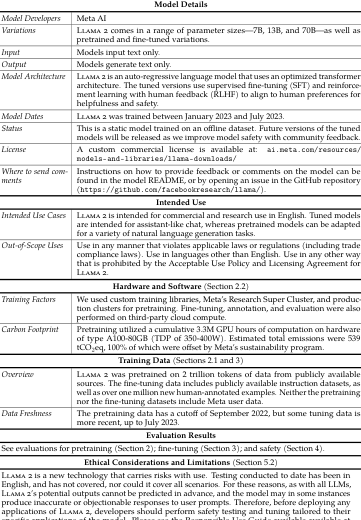 Model Details
Model Developers Meta AI
Variations LLAMA 2 comes in a range of parameter sizes—7B, 13B, and 70B—as well as
pretrained and fine-tuned variations.
Input Models input text only.
Output Models generate text only.
Model Architecture LLAMA 2 is an auto-regressive language model that uses an optimized transformer
architecture. The tuned versions use supervised fine-tuning (SFT) and reinforce-
ment learning with human feedback (RLHF) to align to human preferences for
helpfulness and safety.
Model Dates LLAMA 2 was trained between January 2023 and July 2023.
Status This is a static model trained on an offline dataset. Future versions of the tuned
models will be released as we improve model safety with community feedback.
License A custom commercial license is available at: ai.meta.com/resources/
models-and-libraries/llama-downloads/
Where to send com- Instructions on how to provide feedback or comments on the model can be
ments found in the model README, or by opening an issue in the GitHub repository
(https://github.com/facebookresearch/llama/).
Intended Use
Intended Use Cases LLAMA 2 is intended for commercial and research use in English. Tuned models
are intended for assistant-like chat, whereas pretrained models can be adapted
for a variety of natural language generation tasks.
Out-of-Scope Uses Use in any manner that violates applicable laws or regulations (including trade
compliance laws). Use in languages other than English. Use in any other way
that is prohibited by the Acceptable Use Policy and Licensing Agreement for
LLAMA 2.
Hardware and Software (Section 2.2)
Training Factors We used custom training libraries, Meta's Research Super Cluster, and produc-
tion clusters for pretraining. Fine-tuning, annotation, and evaluation were also
performed on third-party cloud compute.
Carbon Footprint Pretraining utilized a cumulative 3.3M GPU hours of computation on hardware
of type A100-80GB (TDP of 350-400W). Estimated total emissions were 539
tCO₂eq, 100% of which were offset by Meta's sustainability program.
Training Data (Sections 2.1 and 3)
Overview LLAMA 2 was pretrained on 2 trillion tokens of data from publicly available
sources. The fine-tuning data includes publicly available instruction datasets, as
well as over one million new human-annotated examples. Neither the pretraining
nor the fine-tuning datasets include Meta user data.
Data Freshness The pretraining data has a cutoff of September 2022, but some tuning data is
more recent, up to July 2023.
Evaluation Results
See evaluations for pretraining (Section 2); fine-tuning (Section 3); and safety (Section 4).
Ethical Considerations and Limitations (Section 5.2)
LLAMA 2 is a new technology that carries risks with use. Testing conducted to date has been in
English, and has not covered, nor could it cover all scenarios. For these reasons, as with all LLMs,
LLAMA 2's potential outputs cannot be predicted in advance, and the model may in some instances
produce inaccurate or objectionable responses to user prompts. Therefore, before deploying any
applications of LLAMA 2, developers should perform safety testing and tuning tailored to their